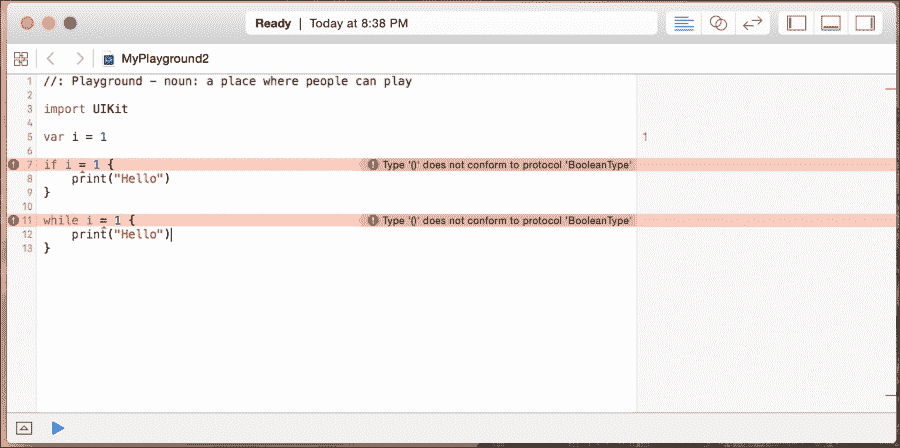 Ready | Today at 8:38 PM
MyPlayground2
1 //: Playground - noun: a place where people can play
2
3 import UIKit
4
5 var i = 1 1
6
7 if i = 1 { Type '()' does not conform to protocol 'BooleanType'
8 print("Hello")
9 }
10
11 while i = 1 { Type '()' does not conform to protocol 'BooleanType'
12 print("Hello")
13 }